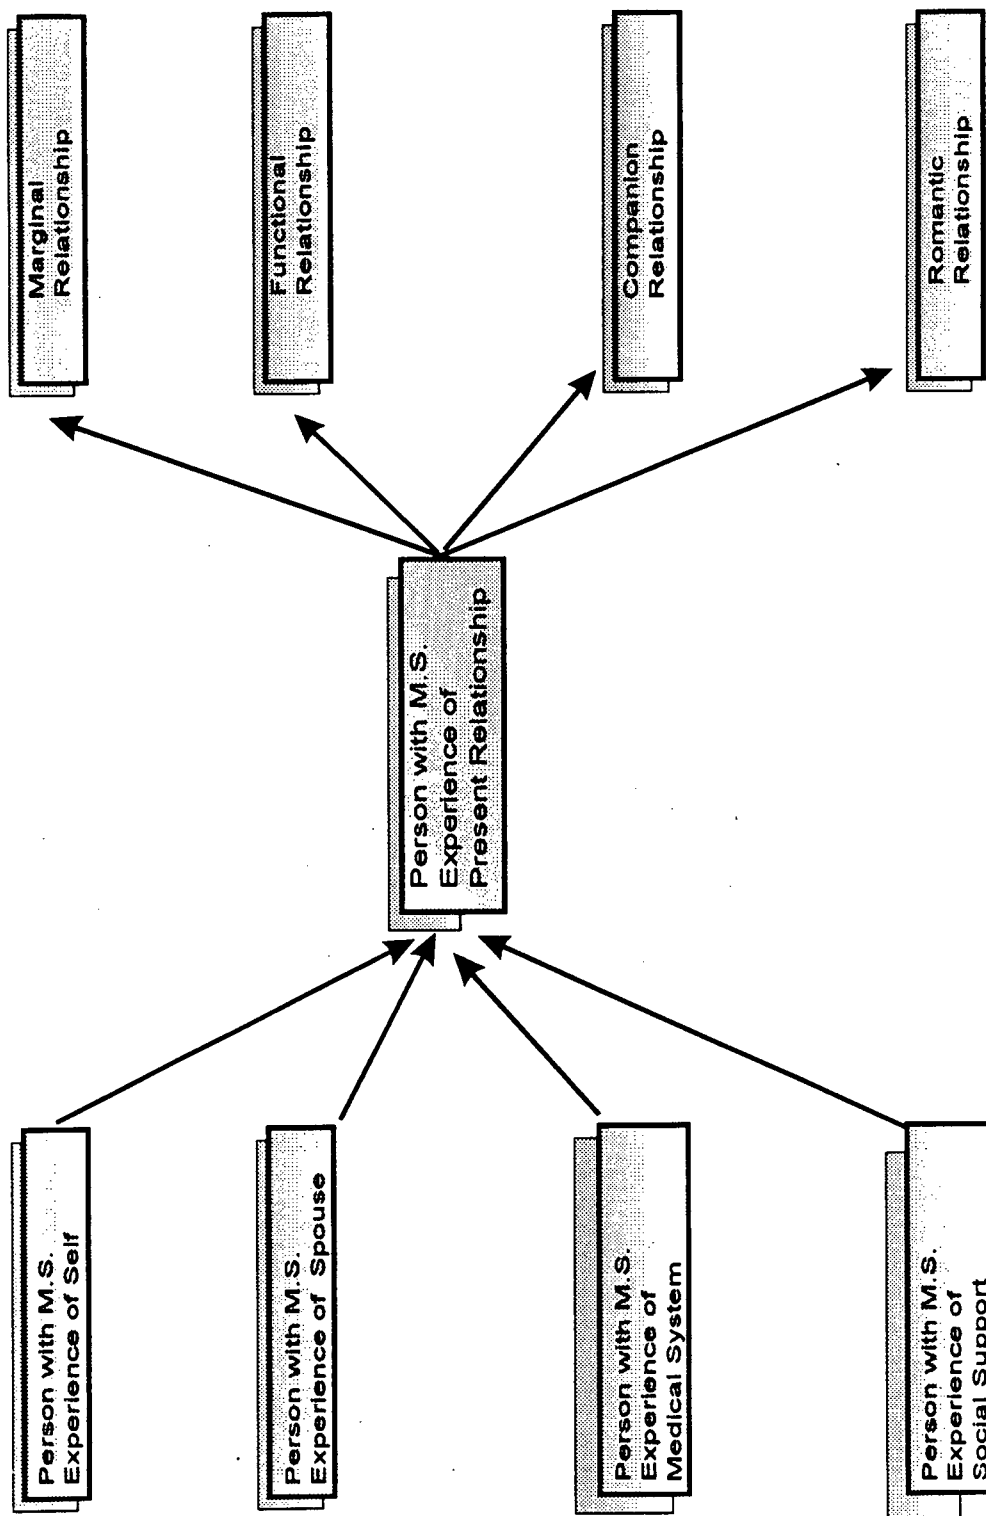 Person with M.S.
Experience of Self
Person with M.S.
Experience of Spouse
Person with M.S.
Experience of
Medical System
Person with M.S.
Experience of
Social Support
Person with M.S.
Experience of
Present Relationship
Marginal
Relationship
Functional
Relationship
Companion
Relationship
Romantic
Relationship